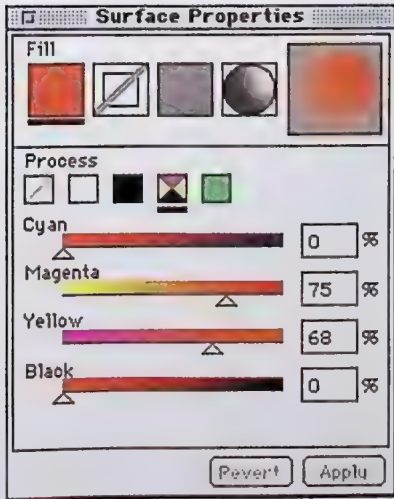 Surface Properties
Fill
Process
Cyan
0 %
Magenta
75 %
Yellow
68 %
Black
0 %
Revert Apply